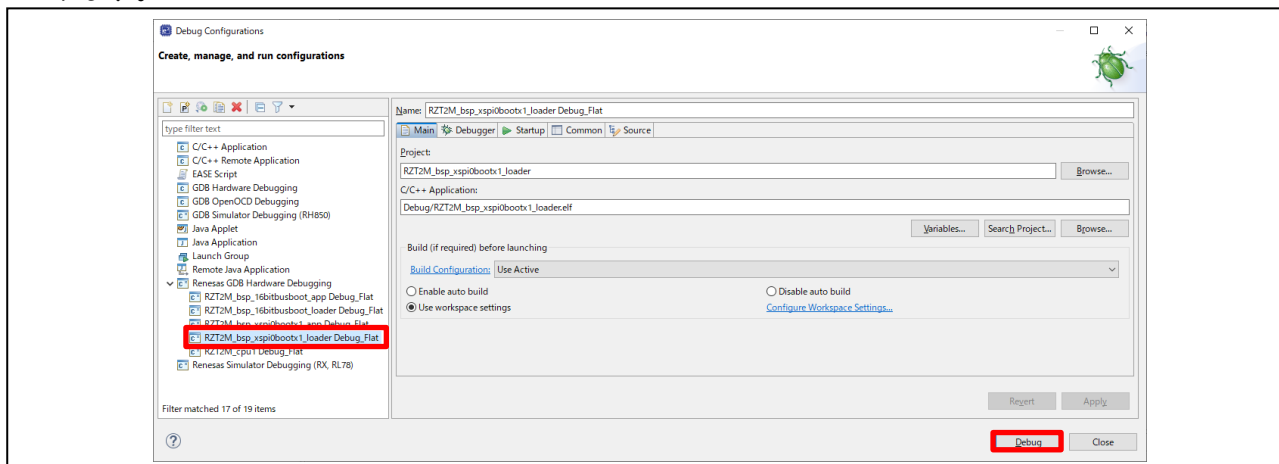 Debug Configurations
Create, manage, and run configurations
Name: RZT2M_bsp_xspi0bootx1_loader Debug_Flat
type filter text
Main Debugger Startup Common Source
C/C++ Application
C/C++ Remote Application
EASE Script
GDB Hardware Debugging
GDB OpenOCD Debugging
GDB Simulator Debugging (RH850)
Java Applet
Java Application
Launch Group
Remote Java Application
Renesas GDB Hardware Debugging
RZT2M_bsp_16bitbusboot_app Debug_Flat
RZT2M_bsp_16bitbusboot_loader Debug_Flat
RZT2M_bsp_xspi0bootx1_app Debug_Flat
RZT2M_bsp_xspi0bootx1_loader Debug_Flat
RZT2M_cpu1 Debug_Flat
Renesas Simulator Debugging (RX, RL78)
Filter matched 17 of 19 items
Project:
RZT2M_bsp_xspi0bootx1_loader Browse...
C/C++ Application:
Debug/RZT2M_bsp_xspi0bootx1_loader.elf
Variables... Search Project... Browse...
Build (if required) before launching
Build Configuration: Use Active
Enable auto build Disable auto build
Use workspace settings Configure Workspace Settings...
Revert Apply
Debug Close